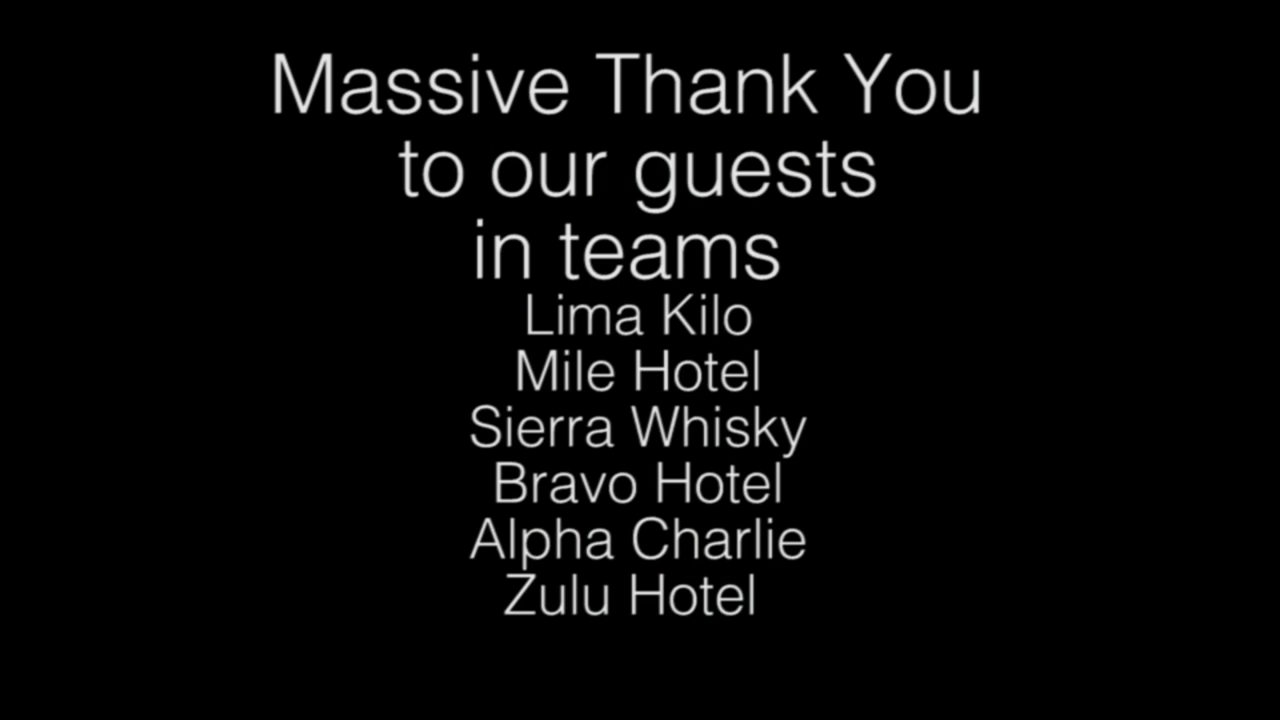 Massive Thank You
to our guests
in teams
Lima Kilo
Mile Hotel
Sierra Whisky
Bravo Hotel
Alpha Charlie
Zulu Hotel